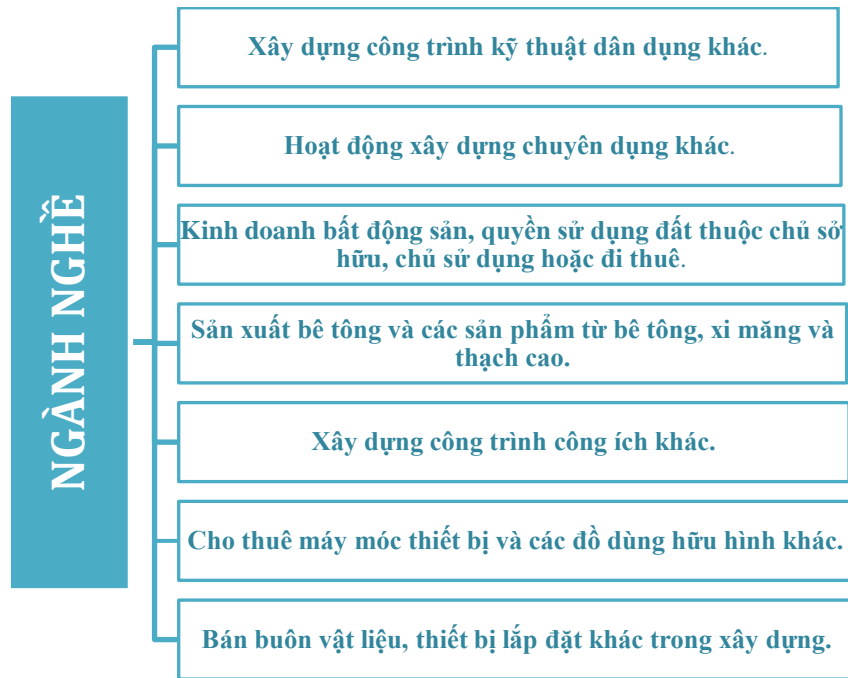 NGÀNH NGHỀ
Xây dựng công trình kỹ thuật dân dụng khác.
Hoạt động xây dựng chuyên dụng khác.
Kinh doanh bất động sản, quyền sử dụng đất thuộc chủ sở
hữu, chủ sử dụng hoặc đi thuê.
Sản xuất bê tông và các sản phẩm từ bê tông, xi măng và
thạch cao.
Xây dựng công trình công ích khác.
Cho thuê máy móc thiết bị và các đồ dùng hữu hình khác.
Bán buôn vật liệu, thiết bị lắp đặt khác trong xây dựng.